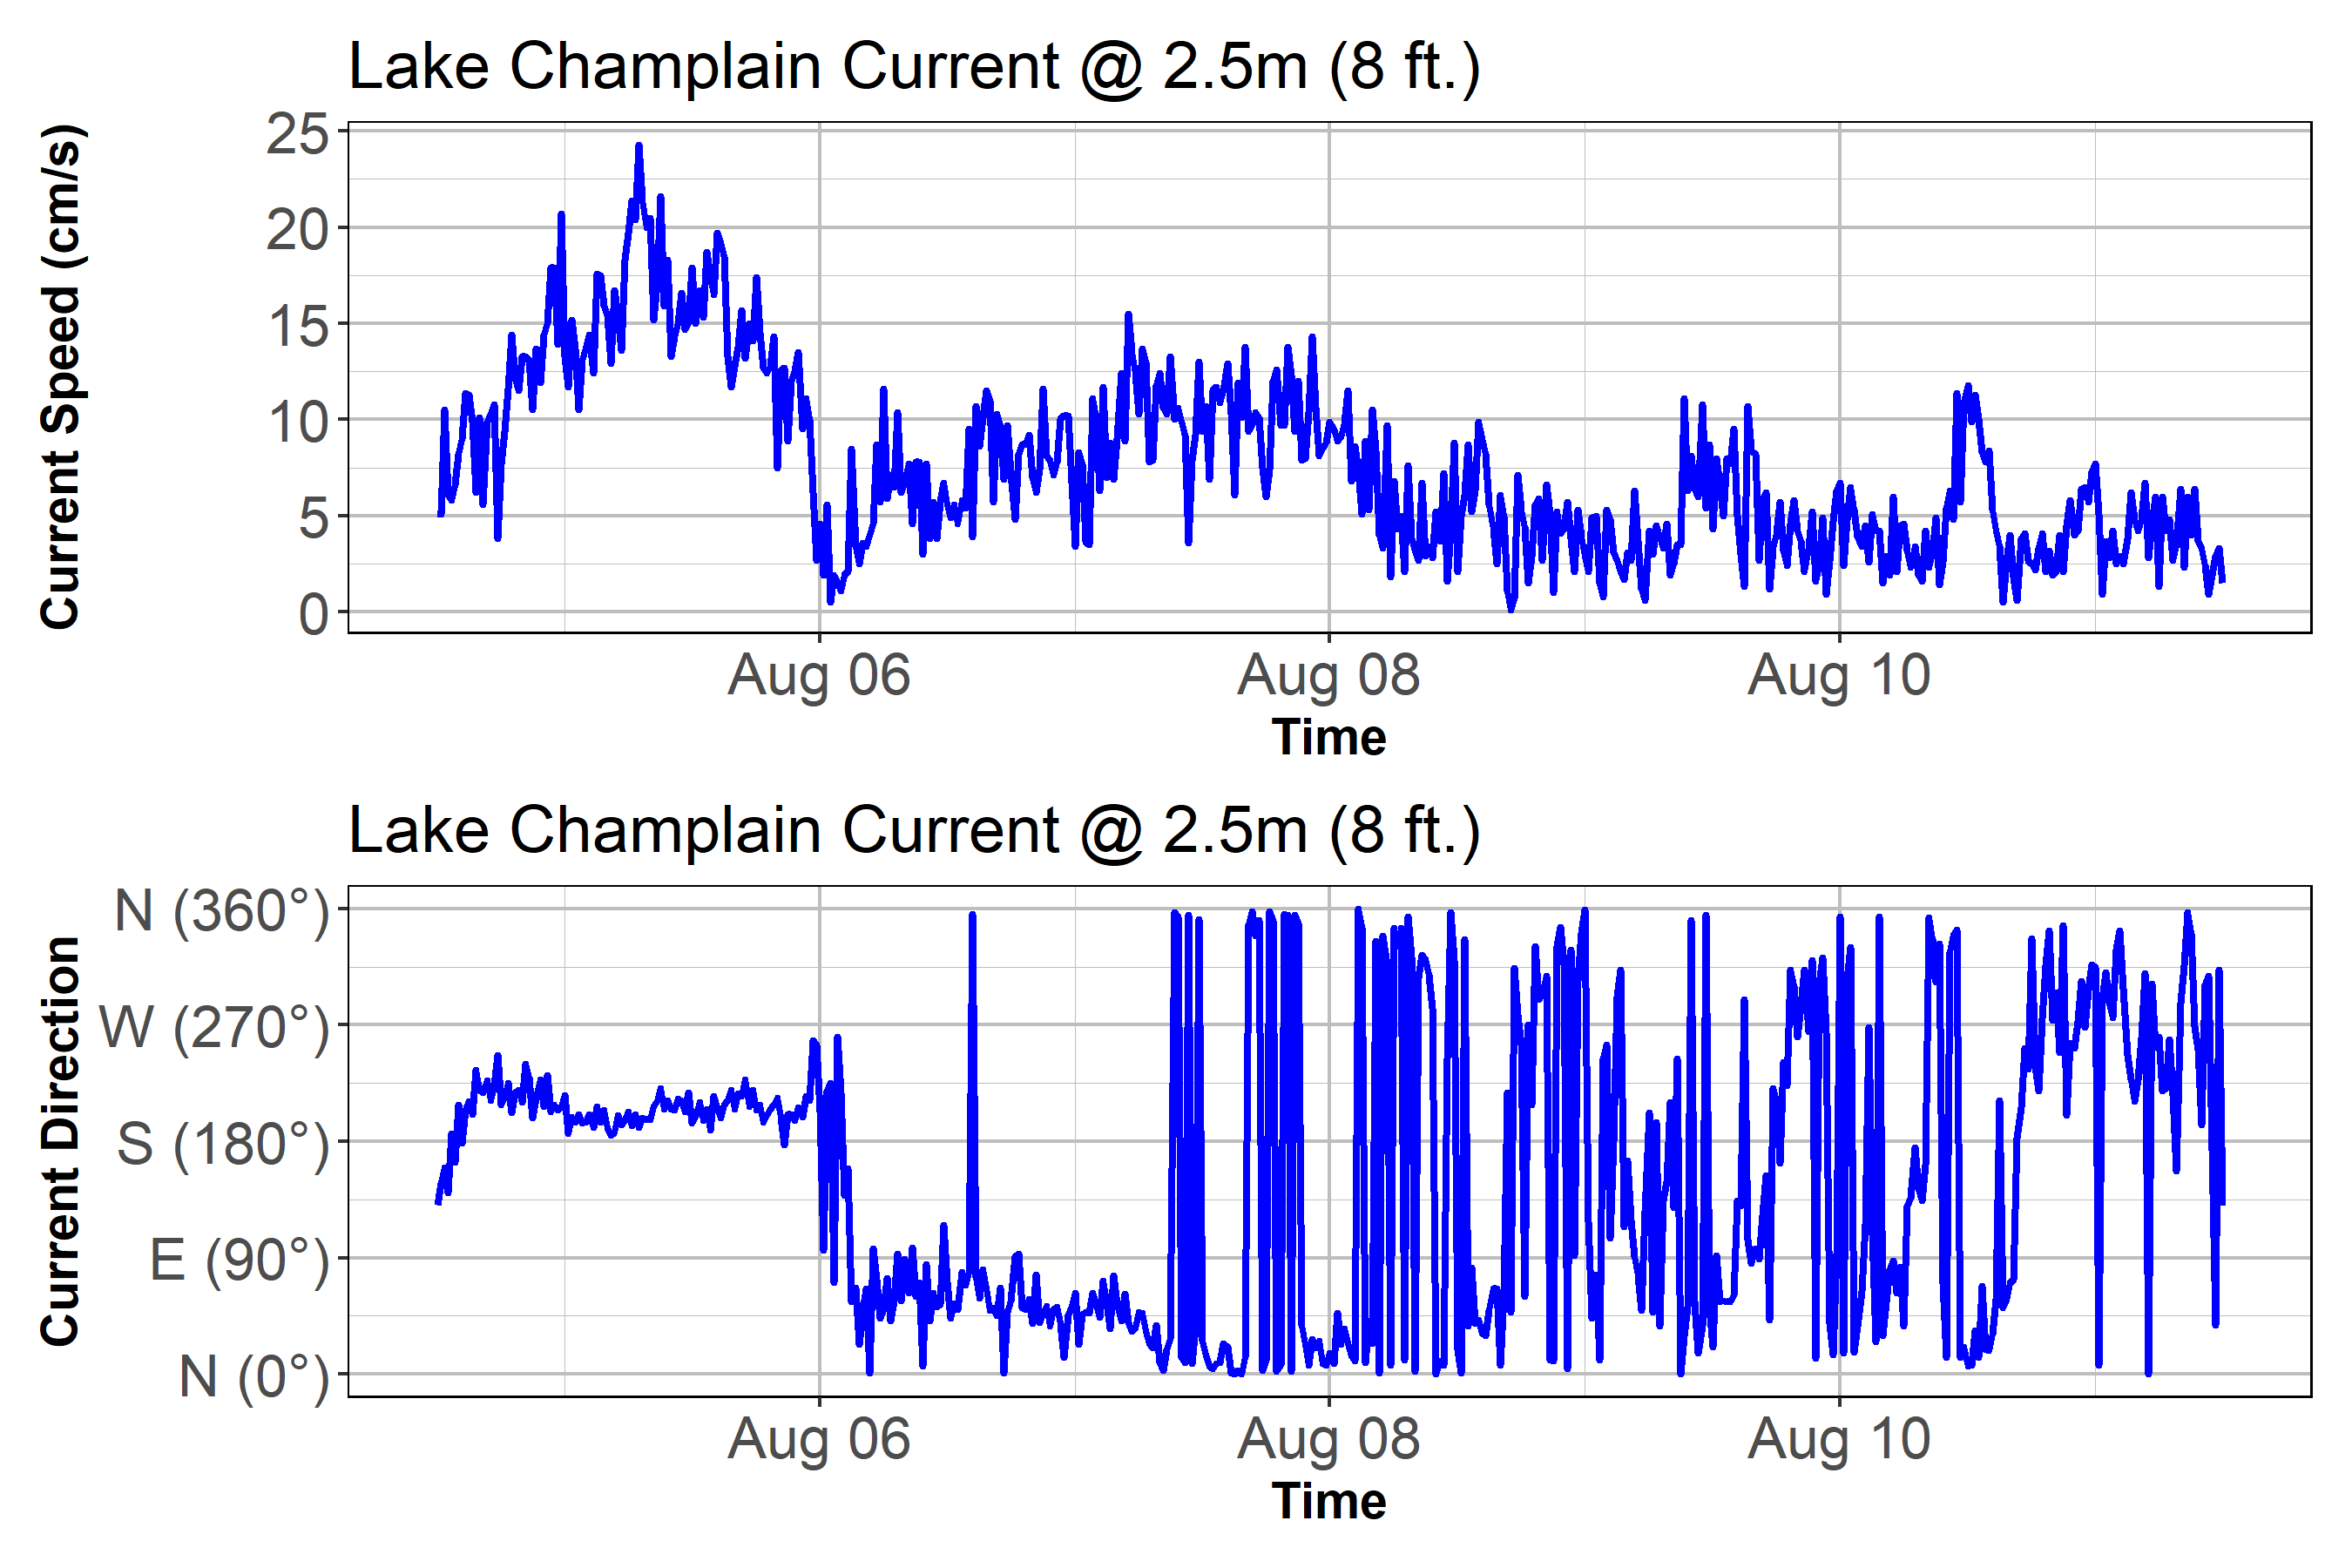 Lake Champlain Current @ 2.5m (8 ft.)
Current Speed (cm/s)
25
20
15
10
5
0
Aug 06 Aug 08 Aug 10
Time
Lake Champlain Current @ 2.5m (8 ft.)
Current Direction
N (360°)
W (270°)
S (180°)
E (90°)
N (0°)
Aug 06 Aug 08 Aug 10
Time